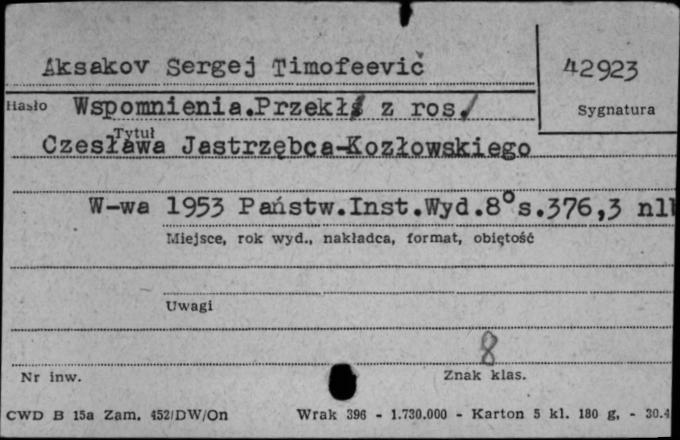 Aksakov Sergej Timofeevič
42923
Hasło Wspomnienia.Przekł. z ros.
Sygnatura
Tytuł
Czesława Jastrzębca-Kozłowskiego
W-wa 1953 Państw.Inst.Wyd.8° s.376,3 nlb
Miejsce, rok wyd., nakładca, format, obiętość
Uwagi
8
Nr inw.
Znak klas.
CWD B 15a Zam. 452/DW/On Wrak 396 - 1.730.000 - Karton 5 kl. 180 g, - 30.4